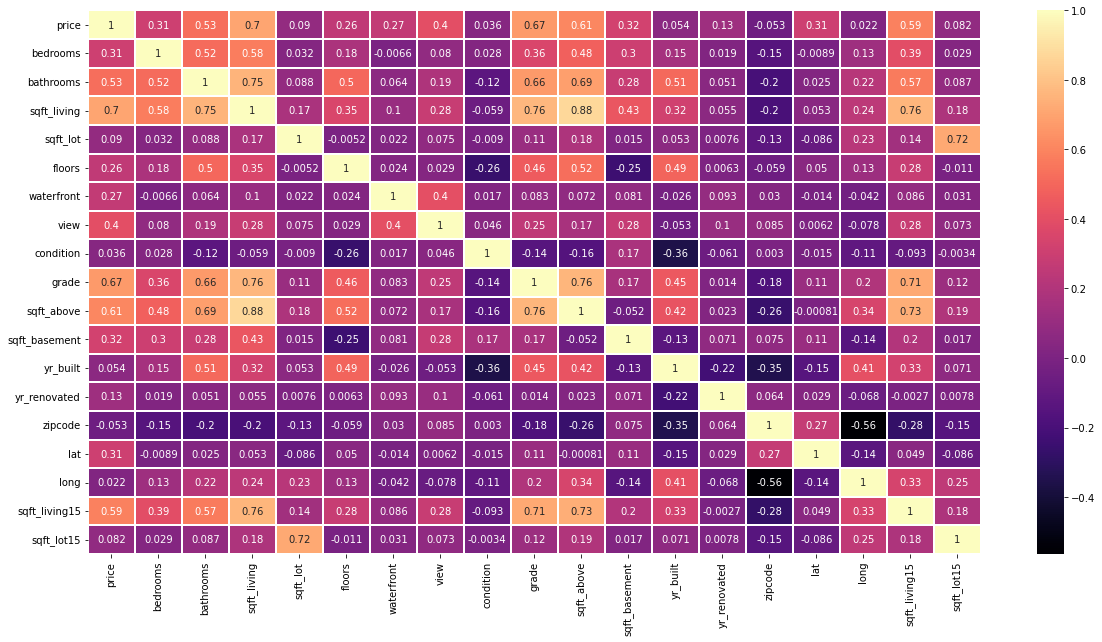 price 1 0.31 0.53 0.7 0.09 0.26 0.27 0.4 0.036 0.67 0.61 0.32 0.054 0.13 -0.053 0.31 0.022 0.59 0.082
bedrooms 0.31 1 0.52 0.58 0.032 0.18 -0.0066 0.08 0.028 0.36 0.48 0.3 0.15 0.019 -0.15 -0.0089 0.13 0.39 0.029
bathrooms 0.53 0.52 1 0.75 0.088 0.5 0.064 0.19 -0.12 0.66 0.69 0.28 0.51 0.051 -0.2 0.025 0.22 0.57 0.087
sqft_living 0.7 0.58 0.75 1 0.17 0.35 0.1 0.28 -0.059 0.76 0.88 0.43 0.32 0.055 -0.2 0.053 0.24 0.76 0.18
sqft_lot 0.09 0.032 0.088 0.17 1 -0.0052 0.022 0.075 -0.009 0.11 0.18 0.015 0.053 0.0076 -0.13 -0.086 0.23 0.14 0.72
floors 0.26 0.18 0.5 0.35 -0.0052 1 0.024 0.029 -0.26 0.46 0.52 -0.25 0.49 0.0063 -0.059 0.05 0.13 0.28 -0.011
waterfront 0.27 -0.0066 0.064 0.1 0.022 0.024 1 0.4 0.017 0.083 0.072 0.081 -0.026 0.093 0.03 -0.014 -0.042 0.086 0.031
view 0.4 0.08 0.19 0.28 0.075 0.029 0.4 1 0.046 0.25 0.17 0.28 -0.053 0.1 0.085 0.0062 -0.078 0.28 0.073
condition 0.036 0.028 -0.12 -0.059 -0.009 -0.26 0.017 0.046 1 -0.14 -0.16 0.17 -0.36 -0.061 0.003 -0.015 -0.11 -0.093 -0.0034
grade 0.67 0.36 0.66 0.76 0.11 0.46 0.083 0.25 -0.14 1 0.76 0.17 0.45 0.014 -0.18 0.11 0.2 0.71 0.12
sqft_above 0.61 0.48 0.69 0.88 0.18 0.52 0.072 0.17 -0.16 0.76 1 -0.052 0.42 0.023 -0.26 -0.00081 0.34 0.73 0.19
sqft_basement 0.32 0.3 0.28 0.43 0.015 -0.25 0.081 0.28 0.17 0.17 -0.052 1 -0.13 0.071 0.075 0.11 -0.14 0.2 0.017
yr_built 0.054 0.15 0.51 0.32 0.053 0.49 -0.026 -0.053 -0.36 0.45 0.42 -0.13 1 -0.22 -0.35 -0.15 0.41 0.33 0.071
yr_renovated 0.13 0.019 0.051 0.055 0.0076 0.0063 0.093 0.1 -0.061 0.014 0.023 0.071 -0.22 1 0.064 0.029 -0.068 -0.0027 0.0078
zipcode -0.053 -0.15 -0.2 -0.2 -0.13 -0.059 0.03 0.085 0.003 -0.18 -0.26 0.075 -0.35 0.064 1 0.27 -0.56 -0.28 -0.15
lat 0.31 -0.0089 0.025 0.053 -0.086 0.05 -0.014 0.0062 -0.015 0.11 -0.00081 0.11 -0.15 0.029 0.27 1 -0.14 0.049 -0.086
long 0.022 0.13 0.22 0.24 0.23 0.13 -0.042 -0.078 -0.11 0.2 0.34 -0.14 0.41 -0.068 -0.56 -0.14 1 0.33 0.25
sqft_living15 0.59 0.39 0.57 0.76 0.14 0.28 0.086 0.28 -0.093 0.71 0.73 0.2 0.33 -0.0027 -0.28 0.049 0.33 1 0.18
sqft_lot15 0.082 0.029 0.087 0.18 0.72 -0.011 0.031 0.073 -0.0034 0.12 0.19 0.017 0.071 0.0078 -0.15 -0.086 0.25 0.18 1
price bedrooms bathrooms sqft_living sqft_lot floors waterfront view condition grade sqft_above sqft_basement yr_built yr_renovated zipcode lat long sqft_living15 sqft_lot15
1.0
0.8
0.6
0.4
0.2
0.0
−0.2
−0.4